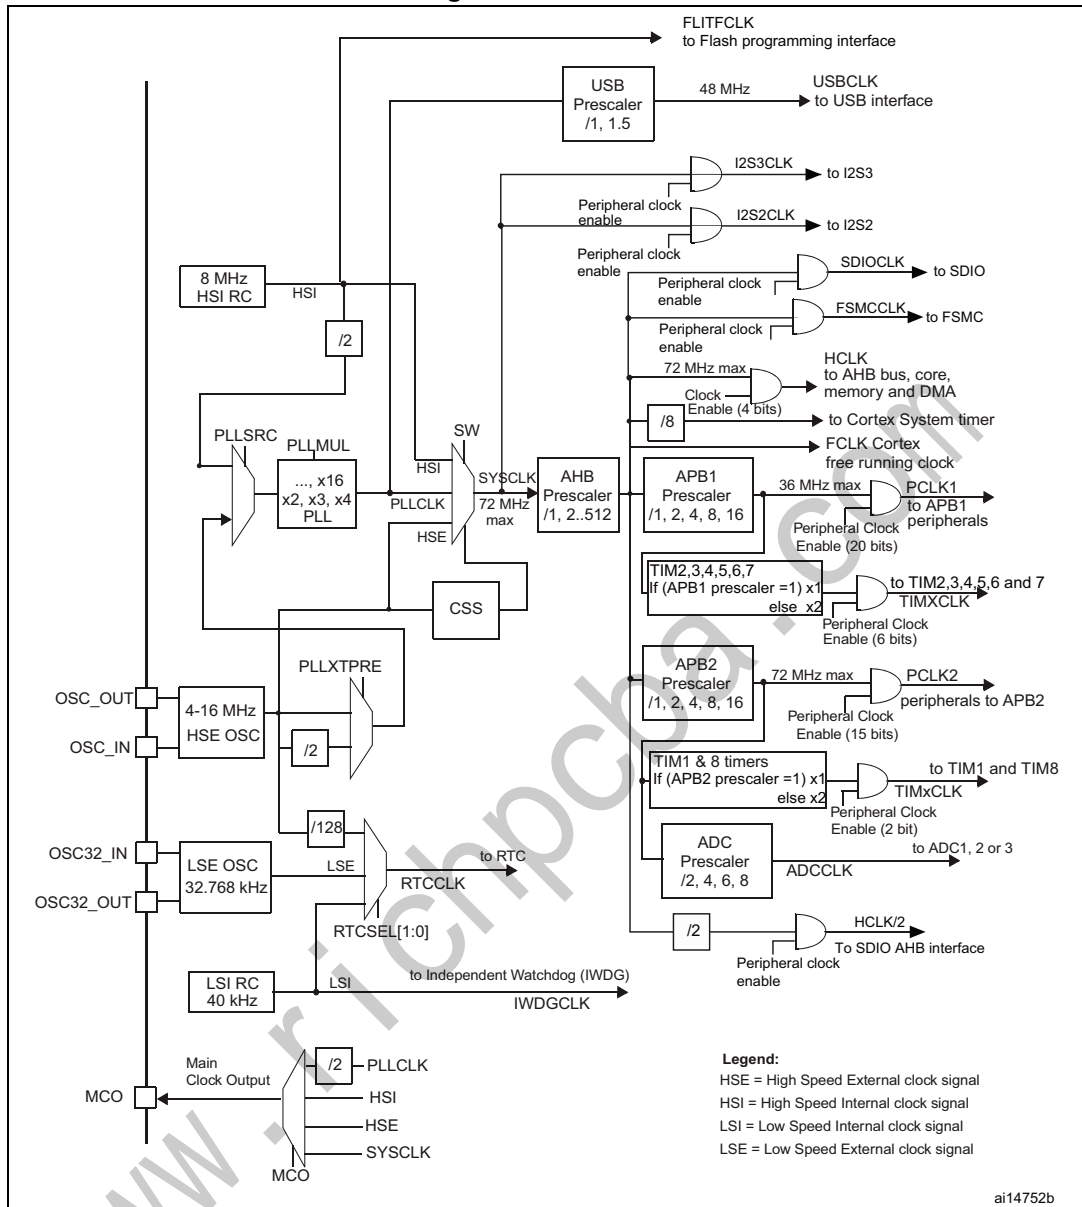 FLITFCLK
to Flash programming interface
USB
Prescaler
/1, 1.5
48 MHz
USBCLK
to USB interface
I2S3CLK
to I2S3
Peripheral clock
enable
I2S2CLK
to I2S2
Peripheral clock
enable
8 MHz
HSI RC
HSI
SDIOCLK
to SDIO
Peripheral clock
enable
FSMCCLK
to FSMC
Peripheral clock
enable
/2
72 MHz max
HCLK
to AHB bus, core,
memory and DMA
Clock
Enable (4 bits)
/8
to Cortex System timer
FCLK Cortex
free running clock
PLLSRC
PLLMUL
..., x16
x2, x3, x4
PLL
SW
HSI
PLLCLK
HSE
SYSCLK
72 MHz
max
AHB
Prescaler
/1, 2..512
APB1
Prescaler
/1, 2, 4, 8, 16
36 MHz max
PCLK1
to APB1
peripherals
Peripheral Clock
Enable (20 bits)
TIM2,3,4,5,6,7
If (APB1 prescaler =1) x1
else x2
to TIM2,3,4,5,6 and 7
TIMXCLK
Peripheral Clock
Enable (6 bits)
CSS
PLLXTPRE
OSC_OUT
OSC_IN
4-16 MHz
HSE OSC
/2
APB2
Prescaler
/1, 2, 4, 8, 16
72 MHz max
PCLK2
peripherals to APB2
Peripheral Clock
Enable (15 bits)
TIM1 & 8 timers
If (APB2 prescaler =1) x1
else x2
to TIM1 and TIM8
TIMxCLK
Peripheral Clock
Enable (2 bit)
/128
OSC32_IN
OSC32_OUT
LSE OSC
32.768 kHz
LSE
to RTC
RTCCLK
RTCSEL[1:0]
ADC
Prescaler
/2, 4, 6, 8
to ADC1, 2 or 3
ADCCLK
/2
HCLK/2
To SDIO AHB interface
Peripheral clock
enable
LSI RC
40 kHz
LSI
to Independent Watchdog (IWDG)
IWDGCLK
MCO
Main
Clock Output
/2
PLLCLK
HSI
HSE
SYSCLK
MCO
Legend:
HSE = High Speed External clock signal
HSI = High Speed Internal clock signal
LSI = Low Speed Internal clock signal
LSE = Low Speed External clock signal
ai14752b
www.richpcba.com